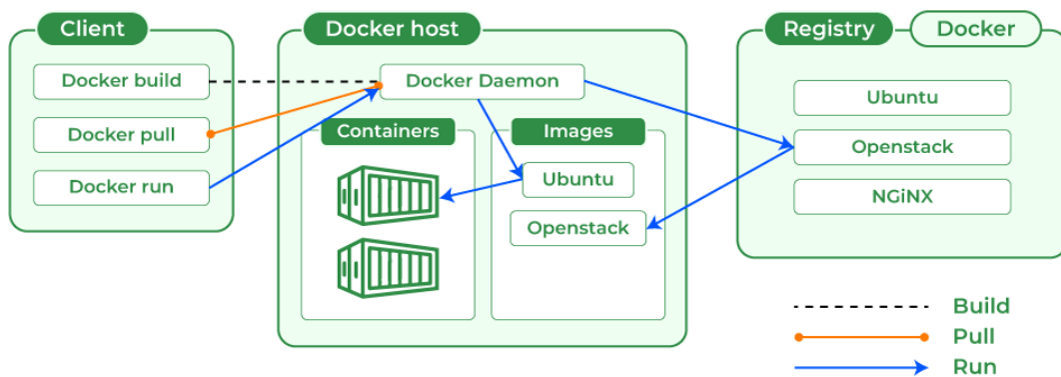 Client
Docker build
Docker pull
Docker run
Docker host
Docker Daemon
Containers
Images
Ubuntu
Openstack
Registry
Docker
Ubuntu
Openstack
NGiNX
Build
Pull
Run